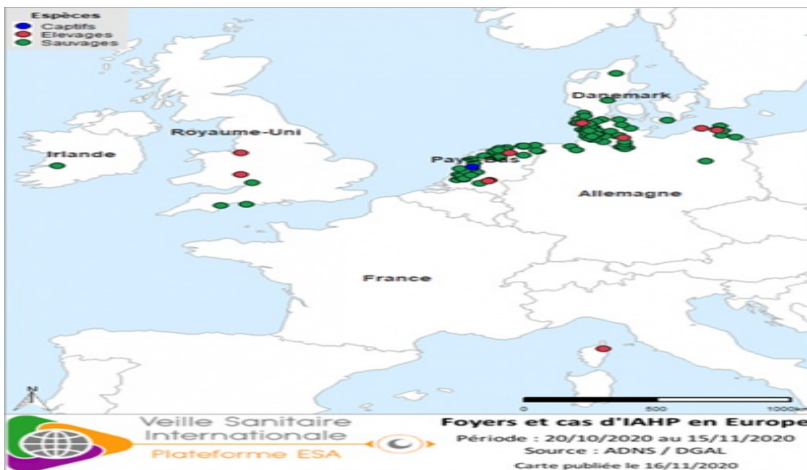 Espèces
Captifs
Elevages
Sauvages
Danemark
Royaume-Uni
Irlande
Pays-Bas
Allemagne
France
N
0 500 1000km
Veille Sanitaire
Internationale
Plateforme ESA
Foyers et cas d'IAHP en Europe
Période : 20/10/2020 au 15/11/2020
Source : ADNS / DGAL
Carte publiée le 16/11/2020